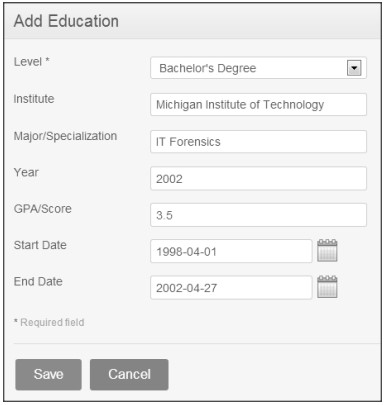 Add Education
Level * Bachelor's Degree
Institute Michigan Institute of Technology
Major/Specialization IT Forensics
Year 2002
GPA/Score 3.5
Start Date 1998-04-01
End Date 2002-04-27
* Required field
Save Cancel